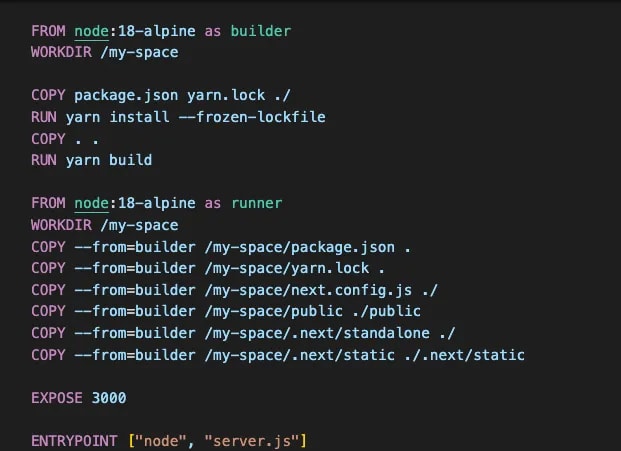 FROM node:18-alpine as builder
WORKDIR /my-space
COPY package.json yarn.lock ./
RUN yarn install --frozen-lockfile
COPY . .
RUN yarn build
FROM node:18-alpine as runner
WORKDIR /my-space
COPY --from=builder /my-space/package.json .
COPY --from=builder /my-space/yarn.lock .
COPY --from=builder /my-space/next.config.js ./
COPY --from=builder /my-space/public ./public
COPY --from=builder /my-space/.next/standalone ./
COPY --from=builder /my-space/.next/static ./.next/static
EXPOSE 3000
ENTRYPOINT ["node", "server.js"]